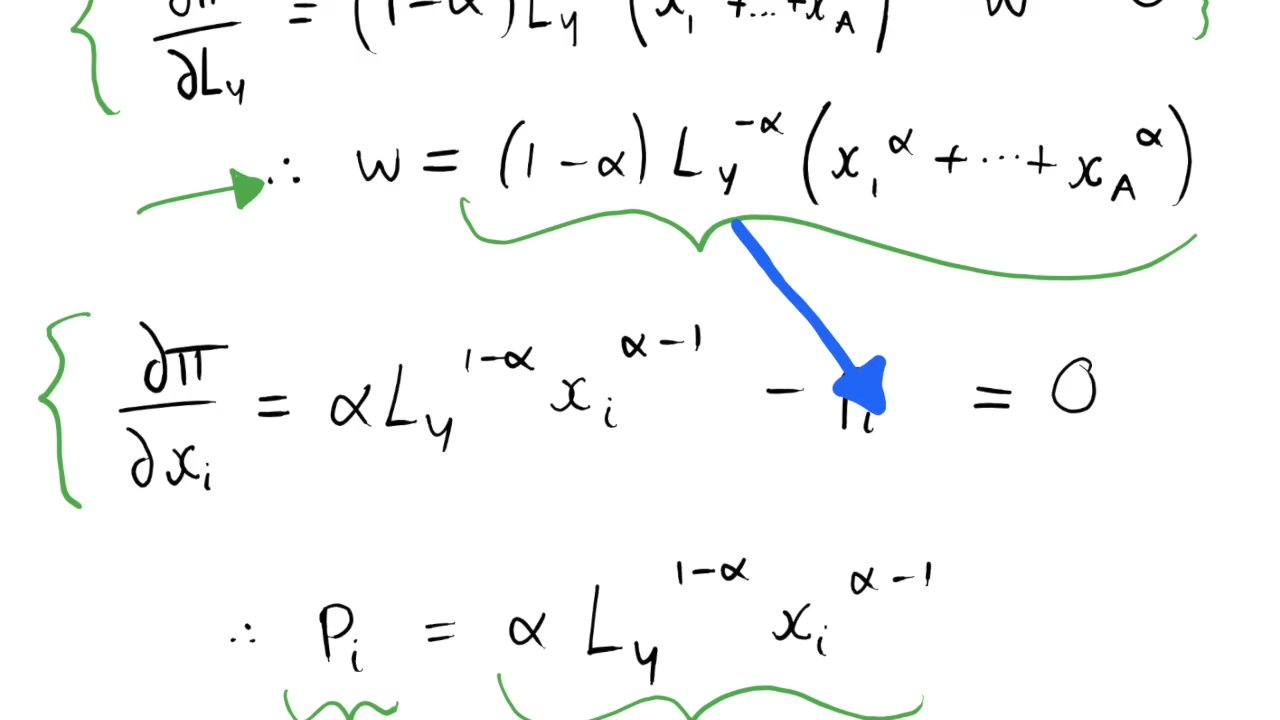 ∂π/∂L_y = (1-α) L_y (x_1 + ... + x_A) w
∴ w = (1-α) L_y^{-α} (x_1^α + ⋯ + x_A^α)
∂π/∂x_i = α L_y^{1-α} x_i^{α-1} - p_i = 0
∴ P_i = α L_y^{1-α} x_i^{α-1}